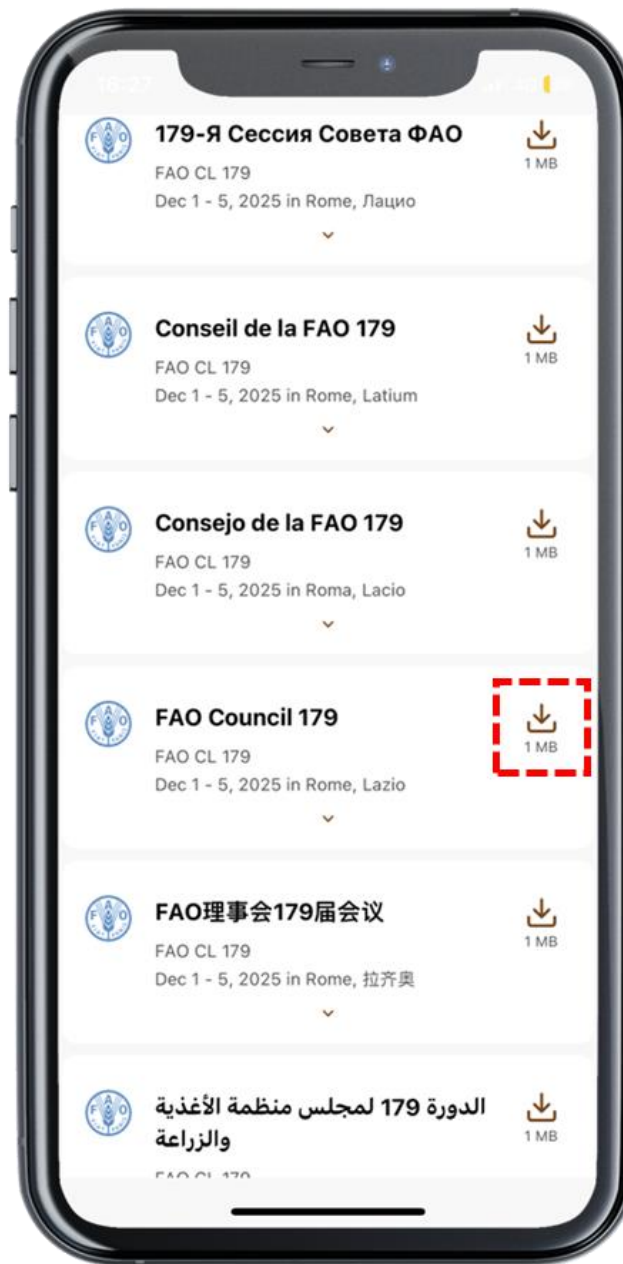 16:27
179-Я Сессия Совета ФАО
1 MB
FAO CL 179
Dec 1 - 5, 2025 in Rome, Лацио
Conseil de la FAO 179
1 MB
FAO CL 179
Dec 1 - 5, 2025 in Rome, Latium
Consejo de la FAO 179
1 MB
FAO CL 179
Dec 1 - 5, 2025 in Roma, Lacio
FAO Council 179
1 MB
FAO CL 179
Dec 1 - 5, 2025 in Rome, Lazio
FAO理事会179届会议
1 MB
FAO CL 179
Dec 1 - 5, 2025 in Rome, 拉齐奥
الدورة 179 لمجلس منظمة الأغذية
والزراعة
1 MB
FAO CL 179